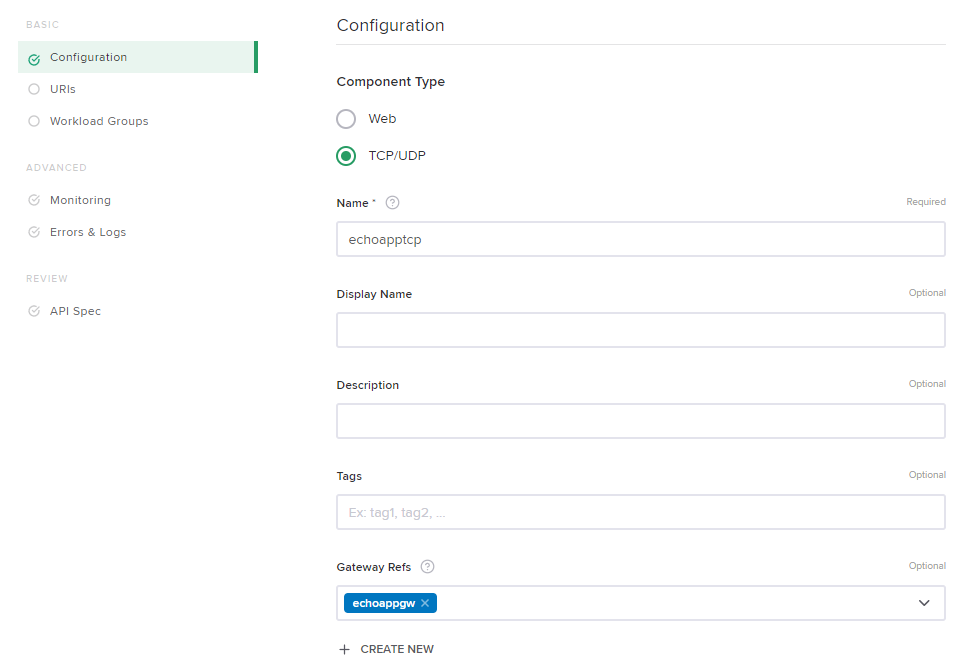 BASIC
Configuration
URIs
Workload Groups
ADVANCED
Monitoring
Errors & Logs
REVIEW
API Spec
Configuration
Component Type
Web
TCP/UDP
Name * ? Required
echoapptcp
Display Name Optional
Description Optional
Tags Optional
Ex: tag1, tag2, ...
Gateway Refs ? Optional
echoappgw ×
+ CREATE NEW